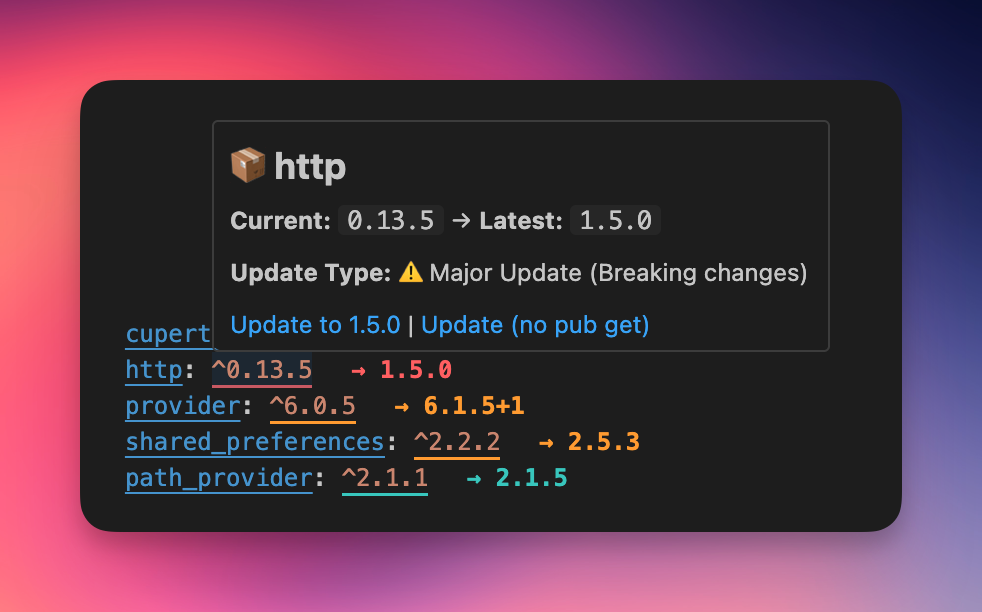 http
Current: 0.13.5 → Latest: 1.5.0
Update Type: ⚠️ Major Update (Breaking changes)
Update to 1.5.0 | Update (no pub get)
cupert
http: ^0.13.5 → 1.5.0
provider: ^6.0.5 → 6.1.5+1
shared_preferences: ^2.2.2 → 2.5.3
path_provider: ^2.1.1 → 2.1.5